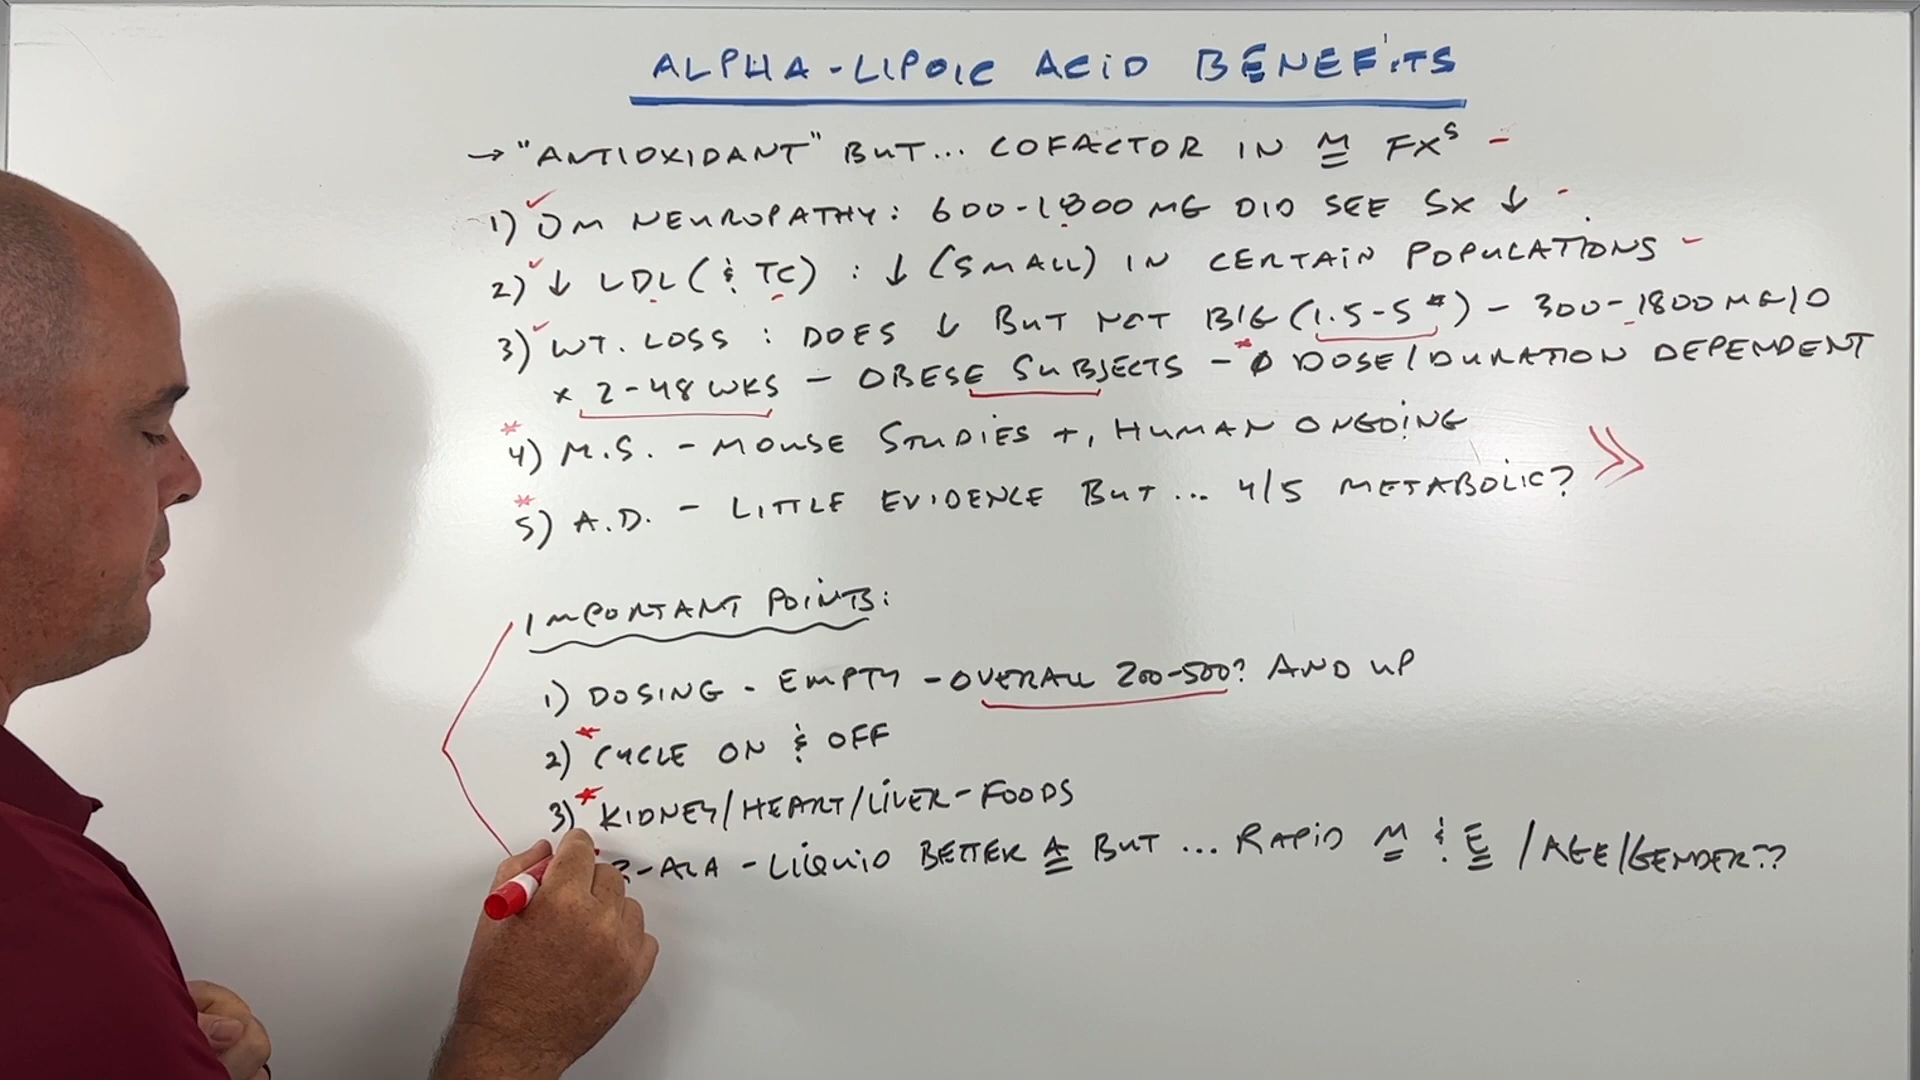 ALPHA-LIPOIC ACID BENEFITS
→ "ANTIOXIDANT" BUT... COFACTOR IN M FXS -
1) DM NEUROPATHY: 600-1800 MG DID SEE SX ↓
2) ↓ LDL (& TC) : ↓ (SMALL) IN CERTAIN POPULATIONS -
3) WT. LOSS : DOES ↓ BUT NOT BIG (1.5-5#) - 300-1800 MG/D
x 2-48 WKS - OBESE SUBJECTS - * Ø DOSE/DURATION DEPENDENT
* 4) M.S. - MOUSE STUDIES +, HUMAN ONGOING
* 5) A.D. - LITTLE EVIDENCE BUT... 4/5 METABOLIC? >>
IMPORTANT POINTS:
1) DOSING - EMPTY - OVERALL 200-500? AND UP
2) * CYCLE ON & OFF
3) * KIDNEY/HEART/LIVER-FOODS
R-ALA - LIQUID BETTER A BUT ... RAPID M & E /AGE/GENDER??